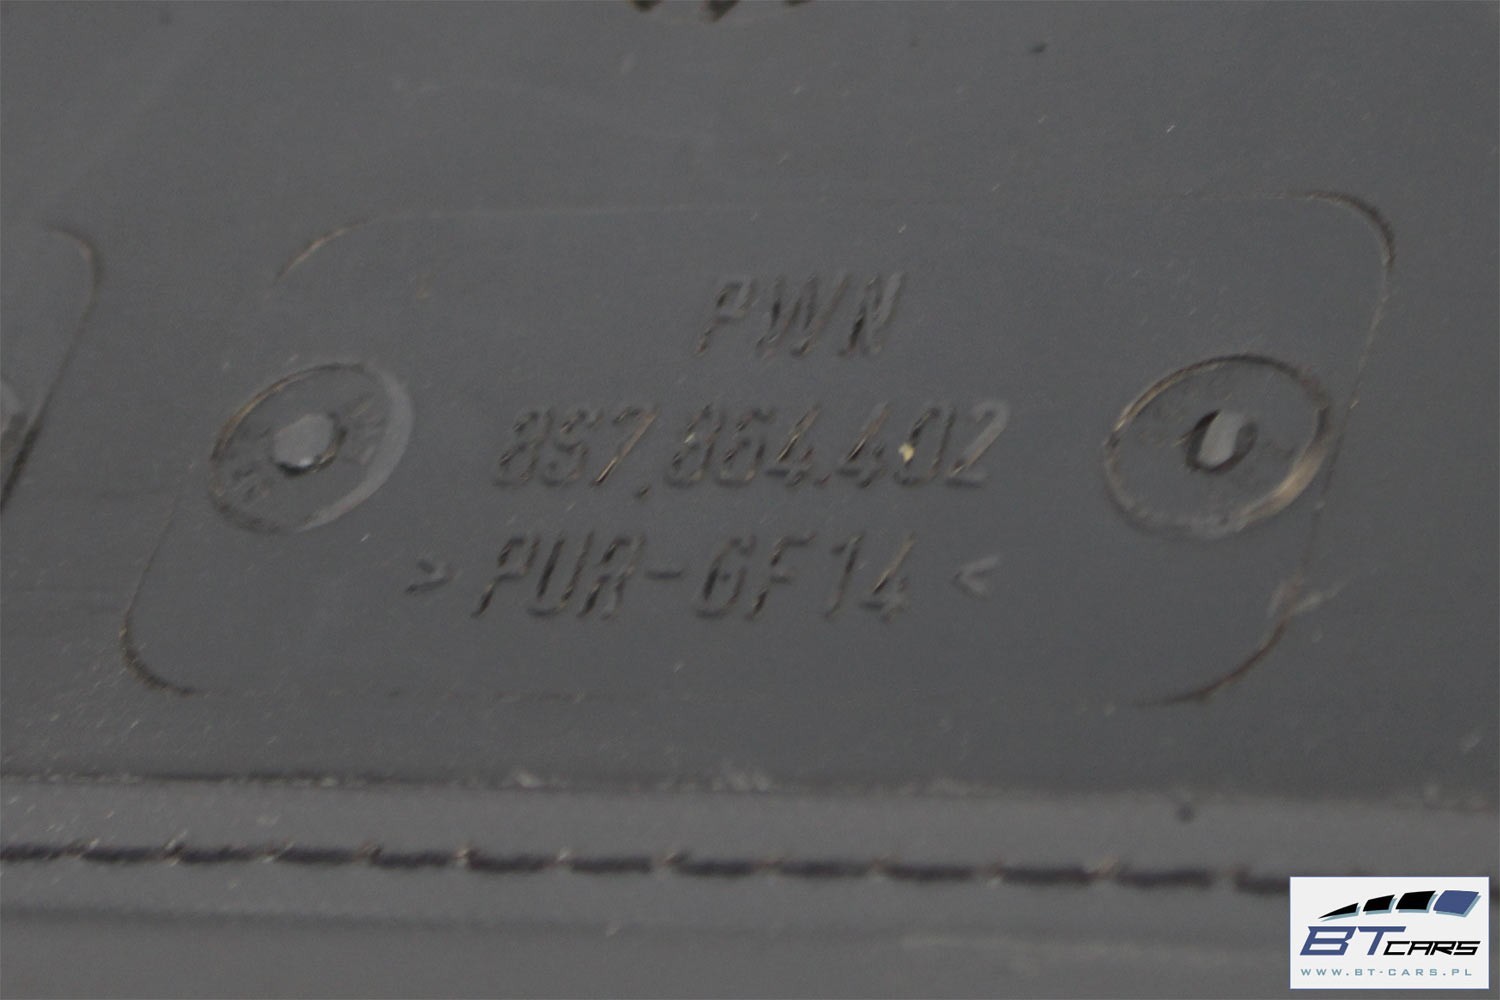 PWN
8S7.864.402
>PUR-GF14<
BT CARS
WWW.BT-CARS.PL